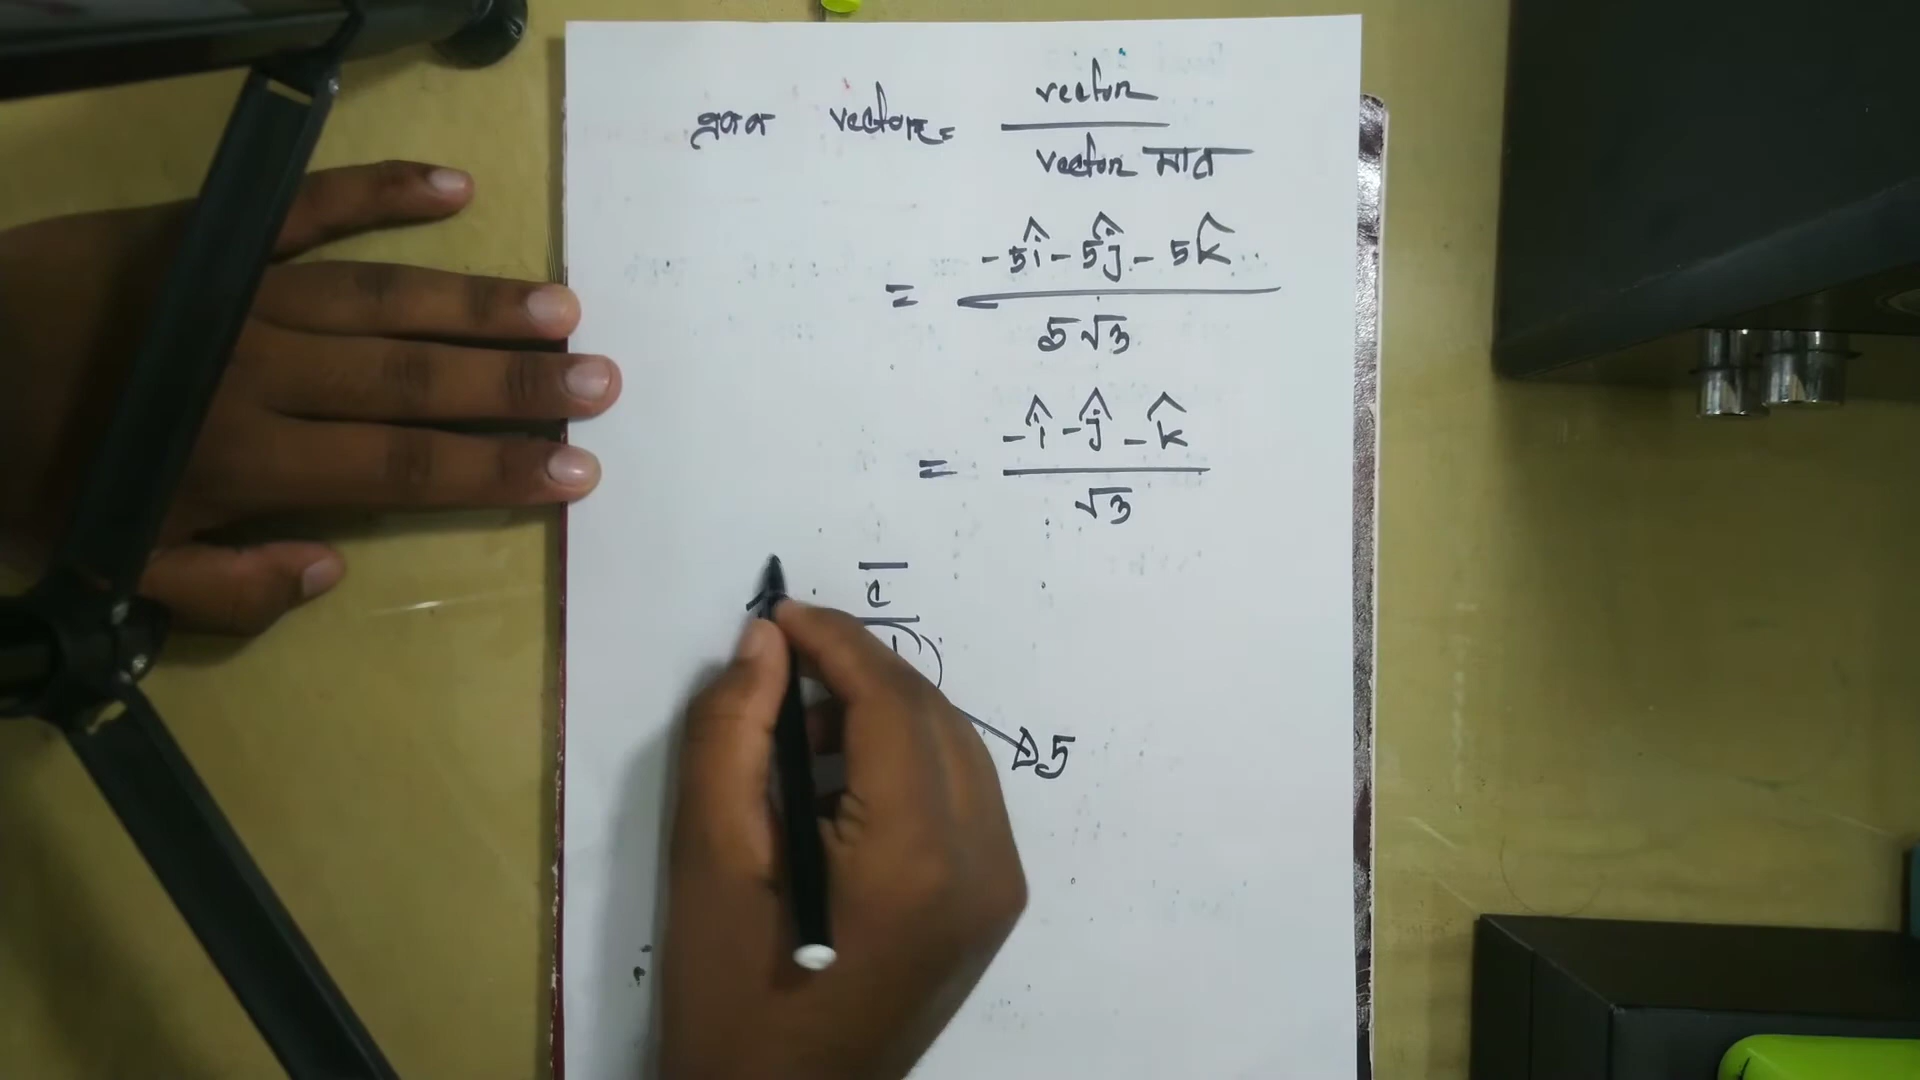 একক vector = vector / vector মান
= -5î - 5ĵ - 5k̂ / 5√3
= -î - ĵ - k̂ / √3
c̅
5